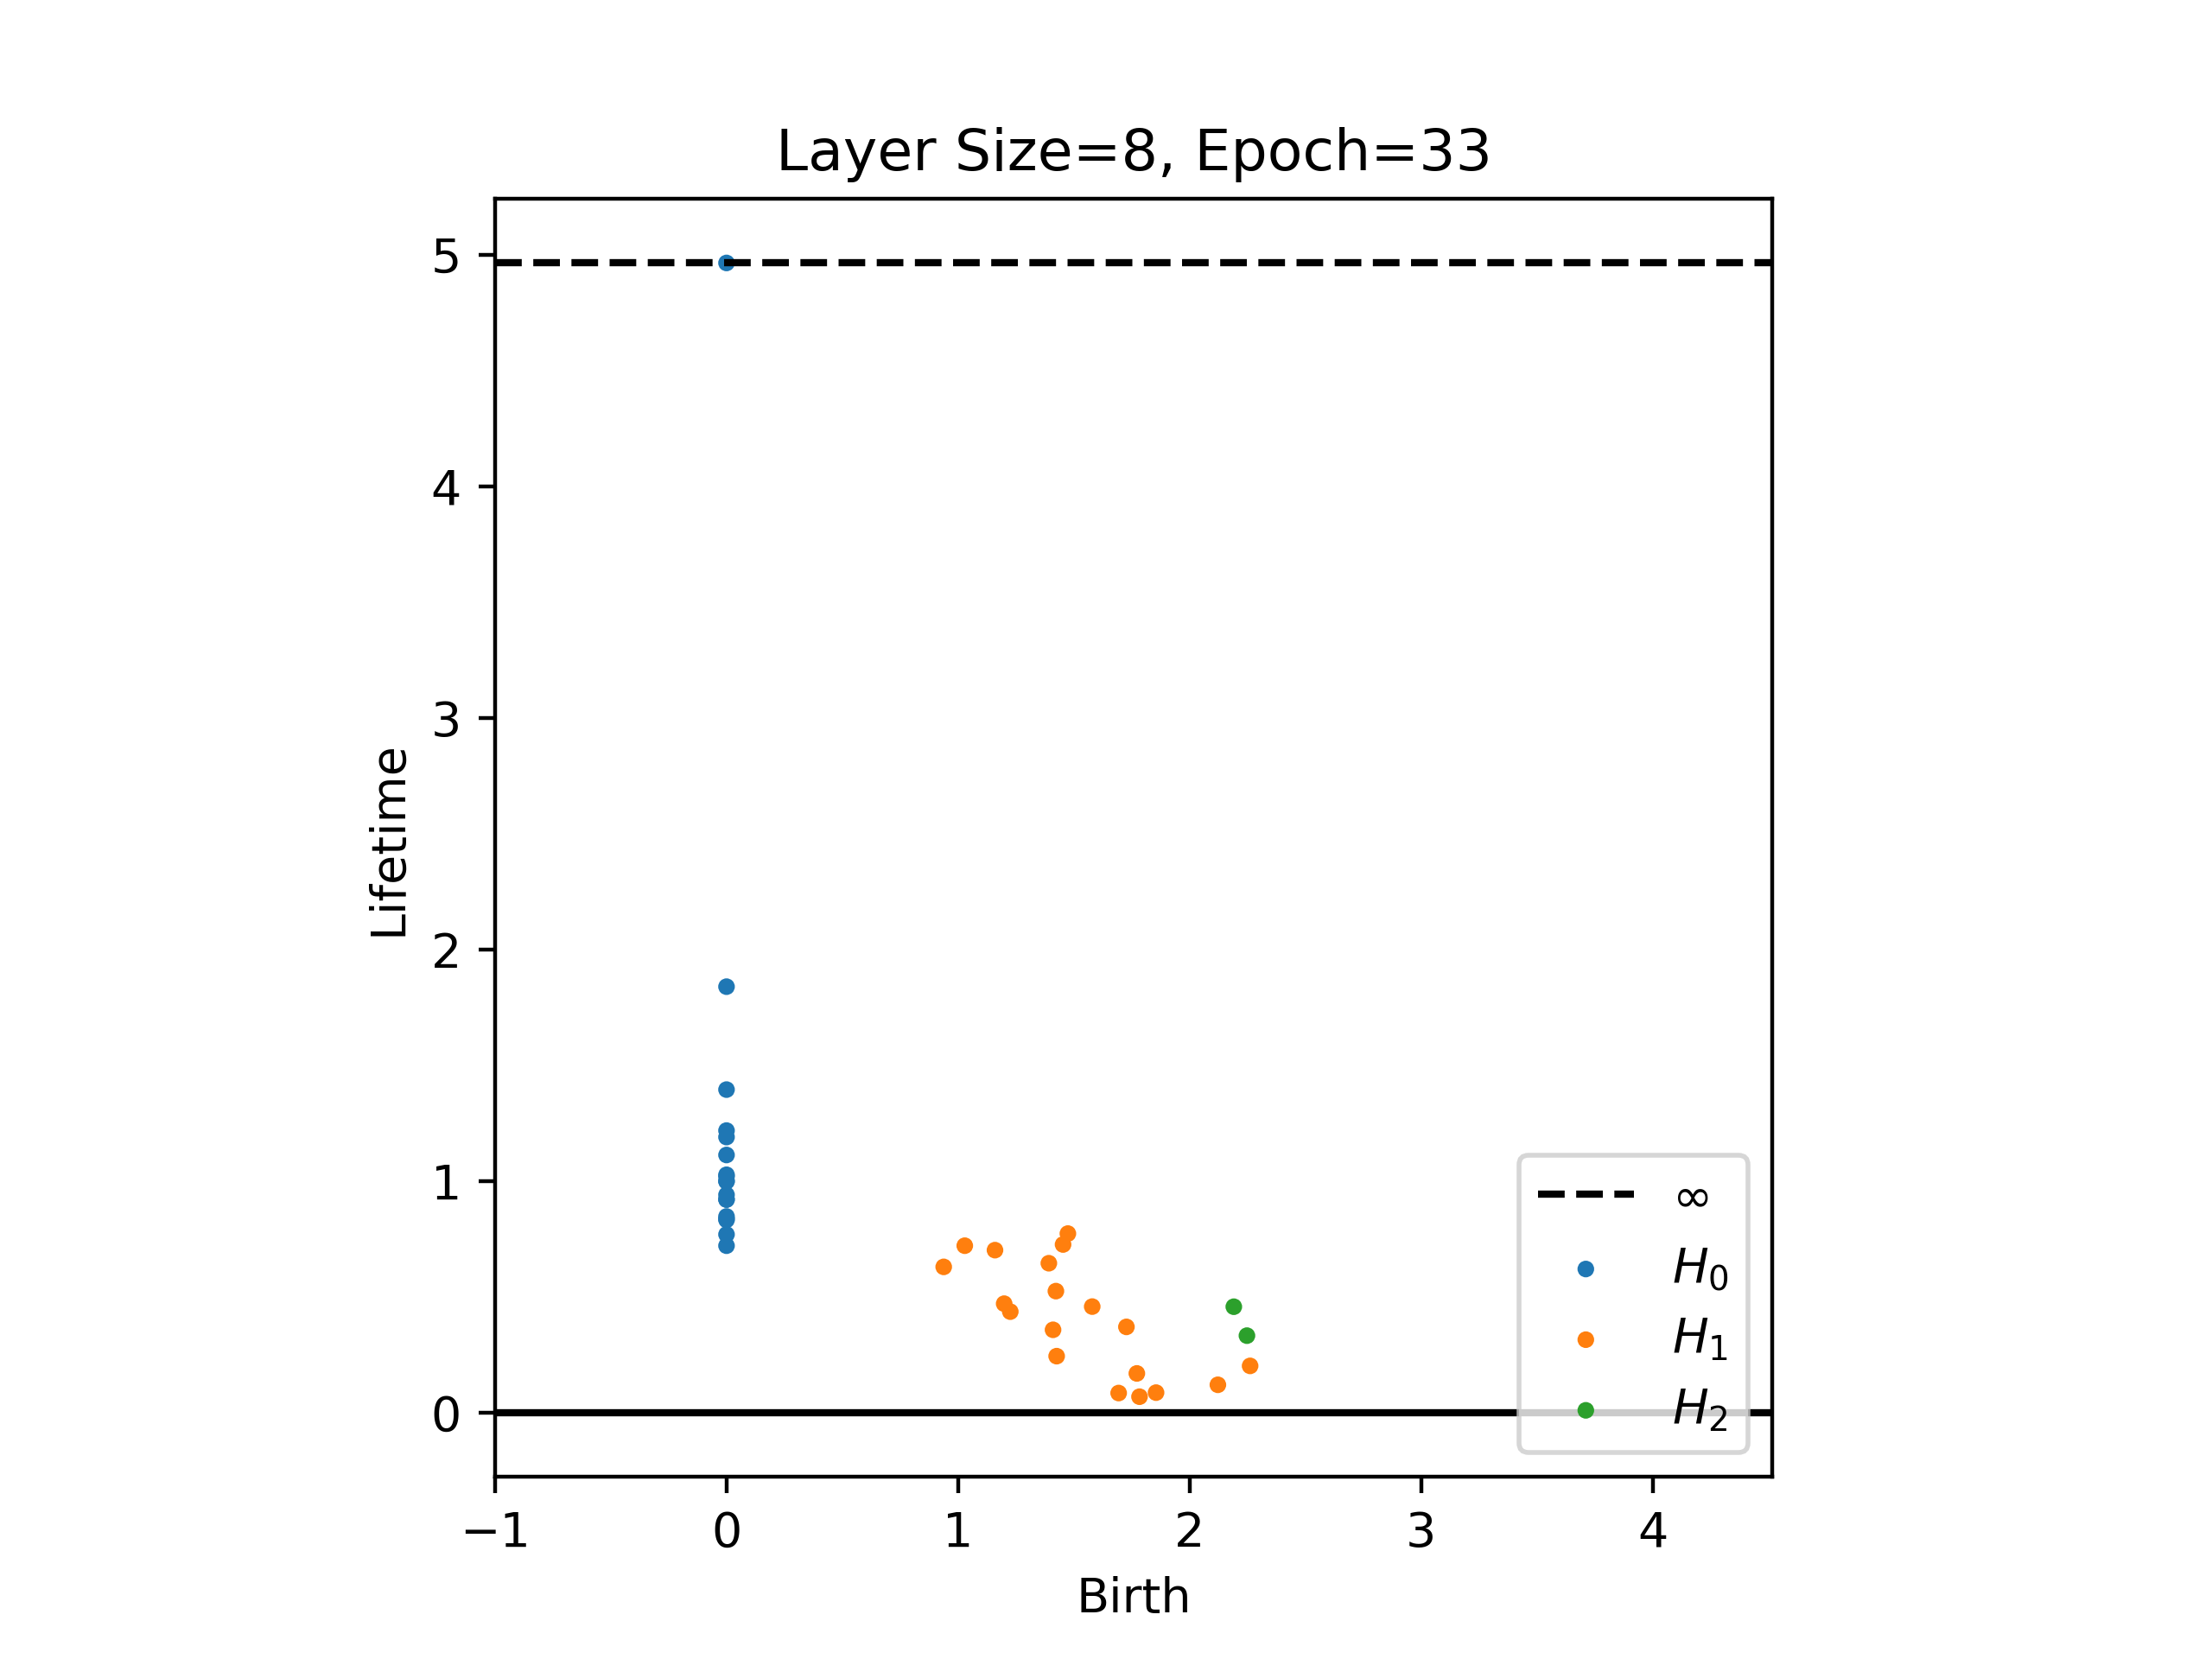 Layer Size=8, Epoch=33
5
4
3
2
1
0
Lifetime
−1 0 1 2 3 4
Birth
∞
H₀
H₁
H₂